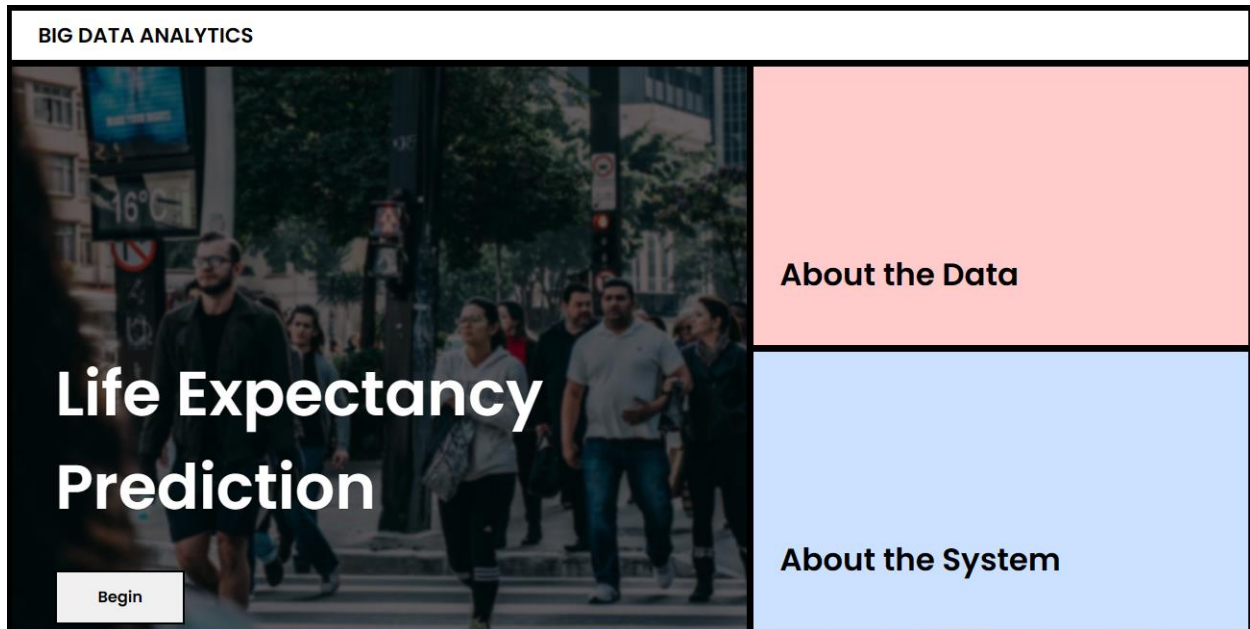 BIG DATA ANALYTICS
16°C
Life Expectancy
Prediction
Begin
About the Data
About the System